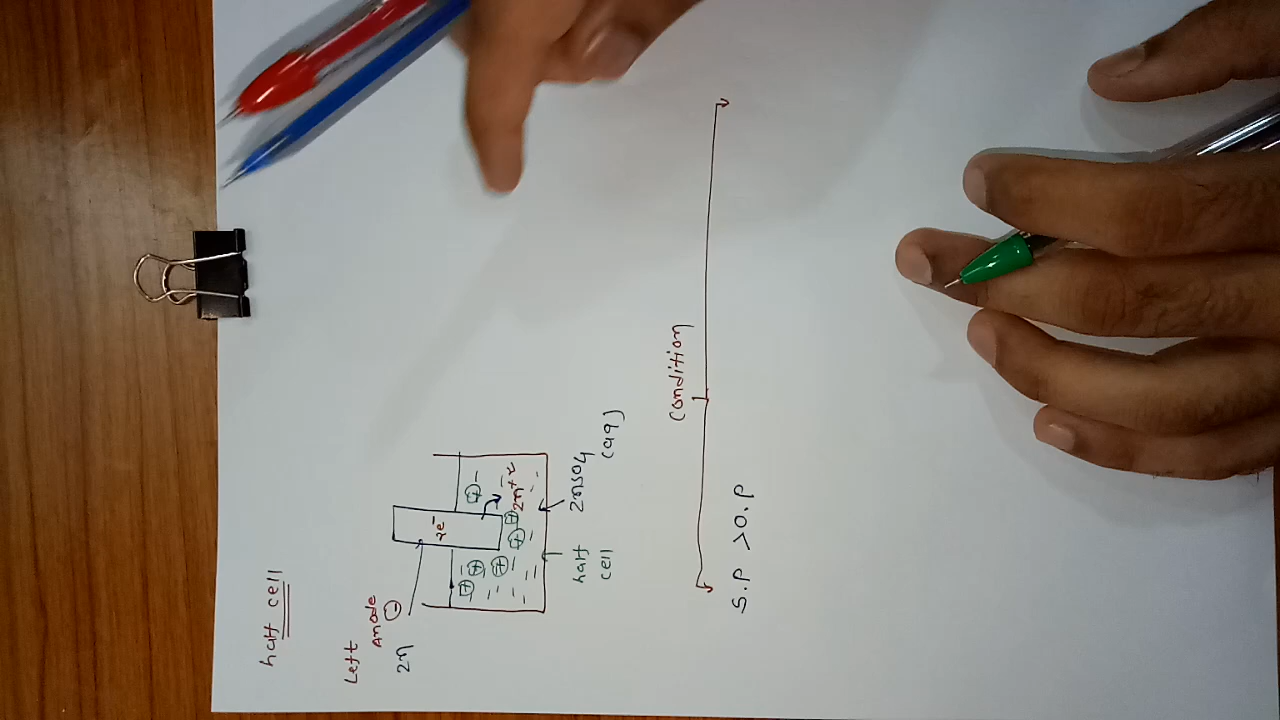 half cell
Left
Anode
⊖
Zn
2e⁻
Zn⁺²
ZnSO₄
(aq)
half
cell
Condition
S.P > O.P